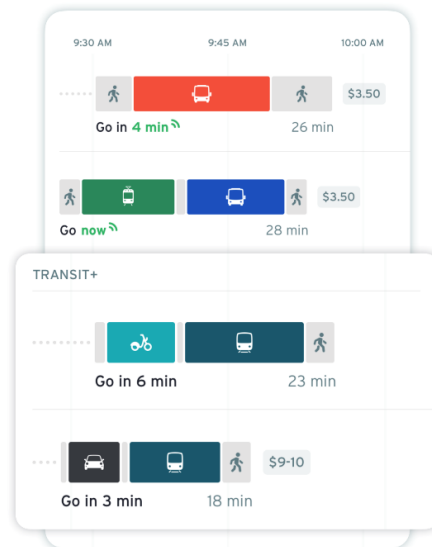 9:30 AM 9:45 AM 10:00 AM
$3.50
Go in 4 min 26 min
$3.50
Go now 28 min
TRANSIT+
Go in 6 min 23 min
$9-10
Go in 3 min 18 min